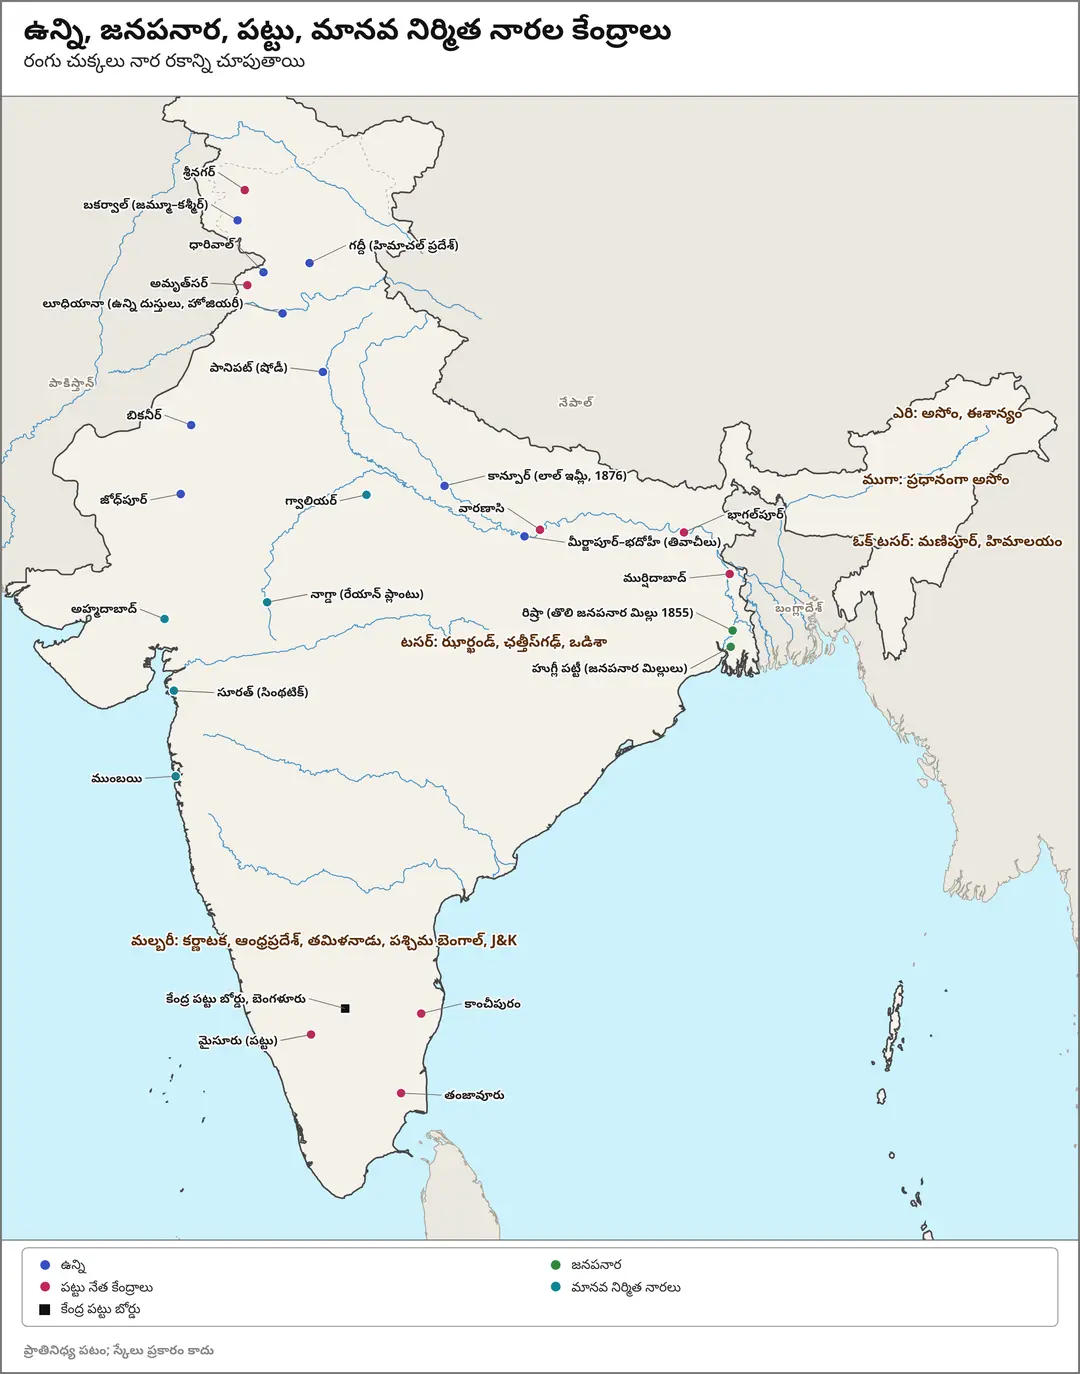 ఉన్ని, జనపనార, పట్టు, మానవ నిర్మిత నారల కేంద్రాలు
రంగు చుక్కలు నార రకాన్ని చూపుతాయి
శ్రీనగర్
బకర్వాల్ (జమ్మూ–కశ్మీర్)
ధారివాల్
గద్దీ (హిమాచల్ ప్రదేశ్)
అమృత్‌సర్
లూధియానా (ఉన్ని దుస్తులు, హోజియరీ)
పానిపట్ (షోడీ)
పాకిస్తాన్
నేపాల్
బికనీర్
ఎరి: అసోం, ఈశాన్యం
కాన్పూర్ (లాల్ ఇమ్లీ, 1876)
ముగా: ప్రధానంగా అసోం
జోధ్‌పూర్
గ్వాలియర్
వారణాసి
భాగల్‌పూర్
మీర్జాపూర్–భదోహీ (తివాచీలు)
ఓక్ టసర్: మణిపూర్, హిమాలయం
ముర్షిదాబాద్
నాగ్డా (రేయాన్ ప్లాంటు)
అహ్మదాబాద్
రిష్రా (తొలి జనపనార మిల్లు 1855)
బంగ్లాదేశ్
టసర్: ఝార్ఖండ్, ఛత్తీస్‌గఢ్, ఒడిశా
హుగ్లీ పట్టీ (జనపనార మిల్లులు)
సూరత్ (సింథటిక్)
ముంబయి
మల్బరీ: కర్ణాటక, ఆంధ్రప్రదేశ్, తమిళనాడు, పశ్చిమ బెంగాల్, J&K
కేంద్ర పట్టు బోర్డు, బెంగళూరు
కాంచీపురం
మైసూరు (పట్టు)
తంజావూరు
ఉన్ని
జనపనార
పట్టు నేత కేంద్రాలు
మానవ నిర్మిత నారలు
కేంద్ర పట్టు బోర్డు
ప్రాతినిధ్య పటం; స్కేలు ప్రకారం కాదు